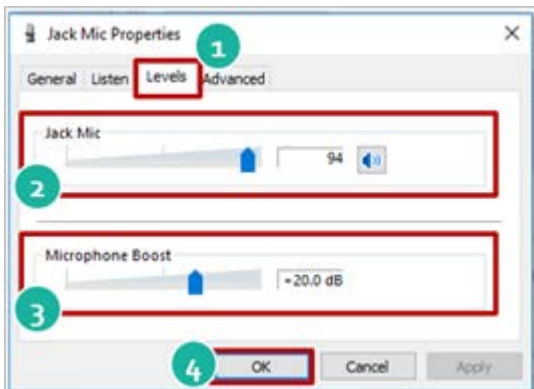 Jack Mic Properties
1
General Listen Levels Advanced
Jack Mic
94
2
Microphone Boost
+20.0 dB
3
4
OK Cancel Apply